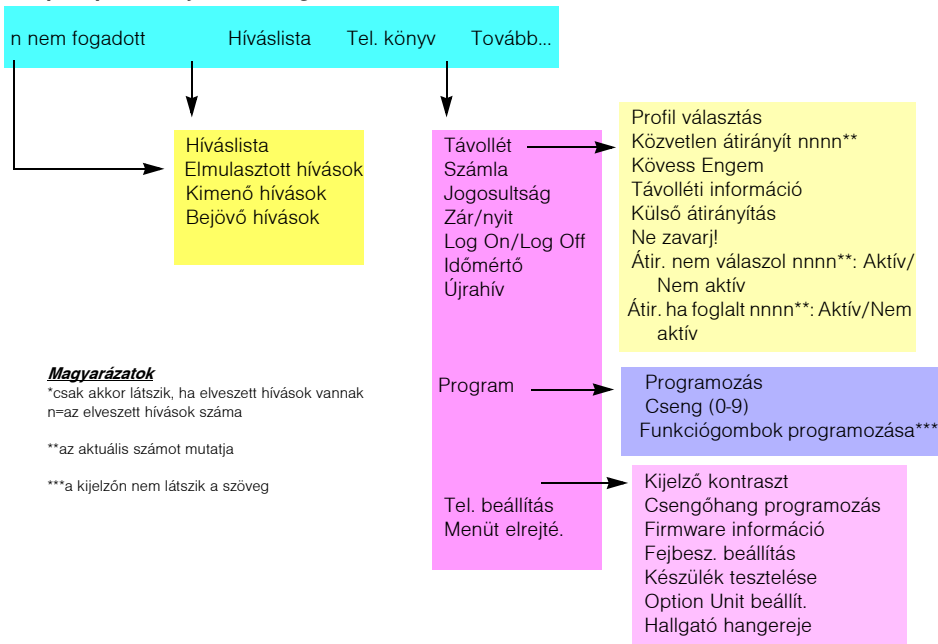 n nem fogadott Híváslista Tel. könyv Tovább...
Híváslista
Elmulasztott hívások
Kimenő hívások
Bejövő hívások
Távollét
Számla
Jogosultság
Zár/nyit
Log On/Log Off
Időmértő
Újrahív
Program
Tel. beállítás
Menüt elrejté.
Profil választás
Közvetlen átirányít nnnn**
Kövess Engem
Távolléti információ
Külső átirányítás
Ne zavarj!
Átir. nem válaszol nnnn**: Aktív/
Nem aktív
Átir. ha foglalt nnnn**: Aktív/Nem
aktív
Programozás
Cseng (0-9)
Funkciógombok programozása***
Kijelző kontraszt
Csengőhang programozás
Firmware információ
Fejbesz. beállítás
Készülék tesztelése
Option Unit beállít.
Hallgató hangereje
Magyarázatok
*csak akkor látszik, ha elveszett hívások vannak
n=az elveszett hívások száma
**az aktuális számot mutatja
***a kijelzőn nem látszik a szöveg